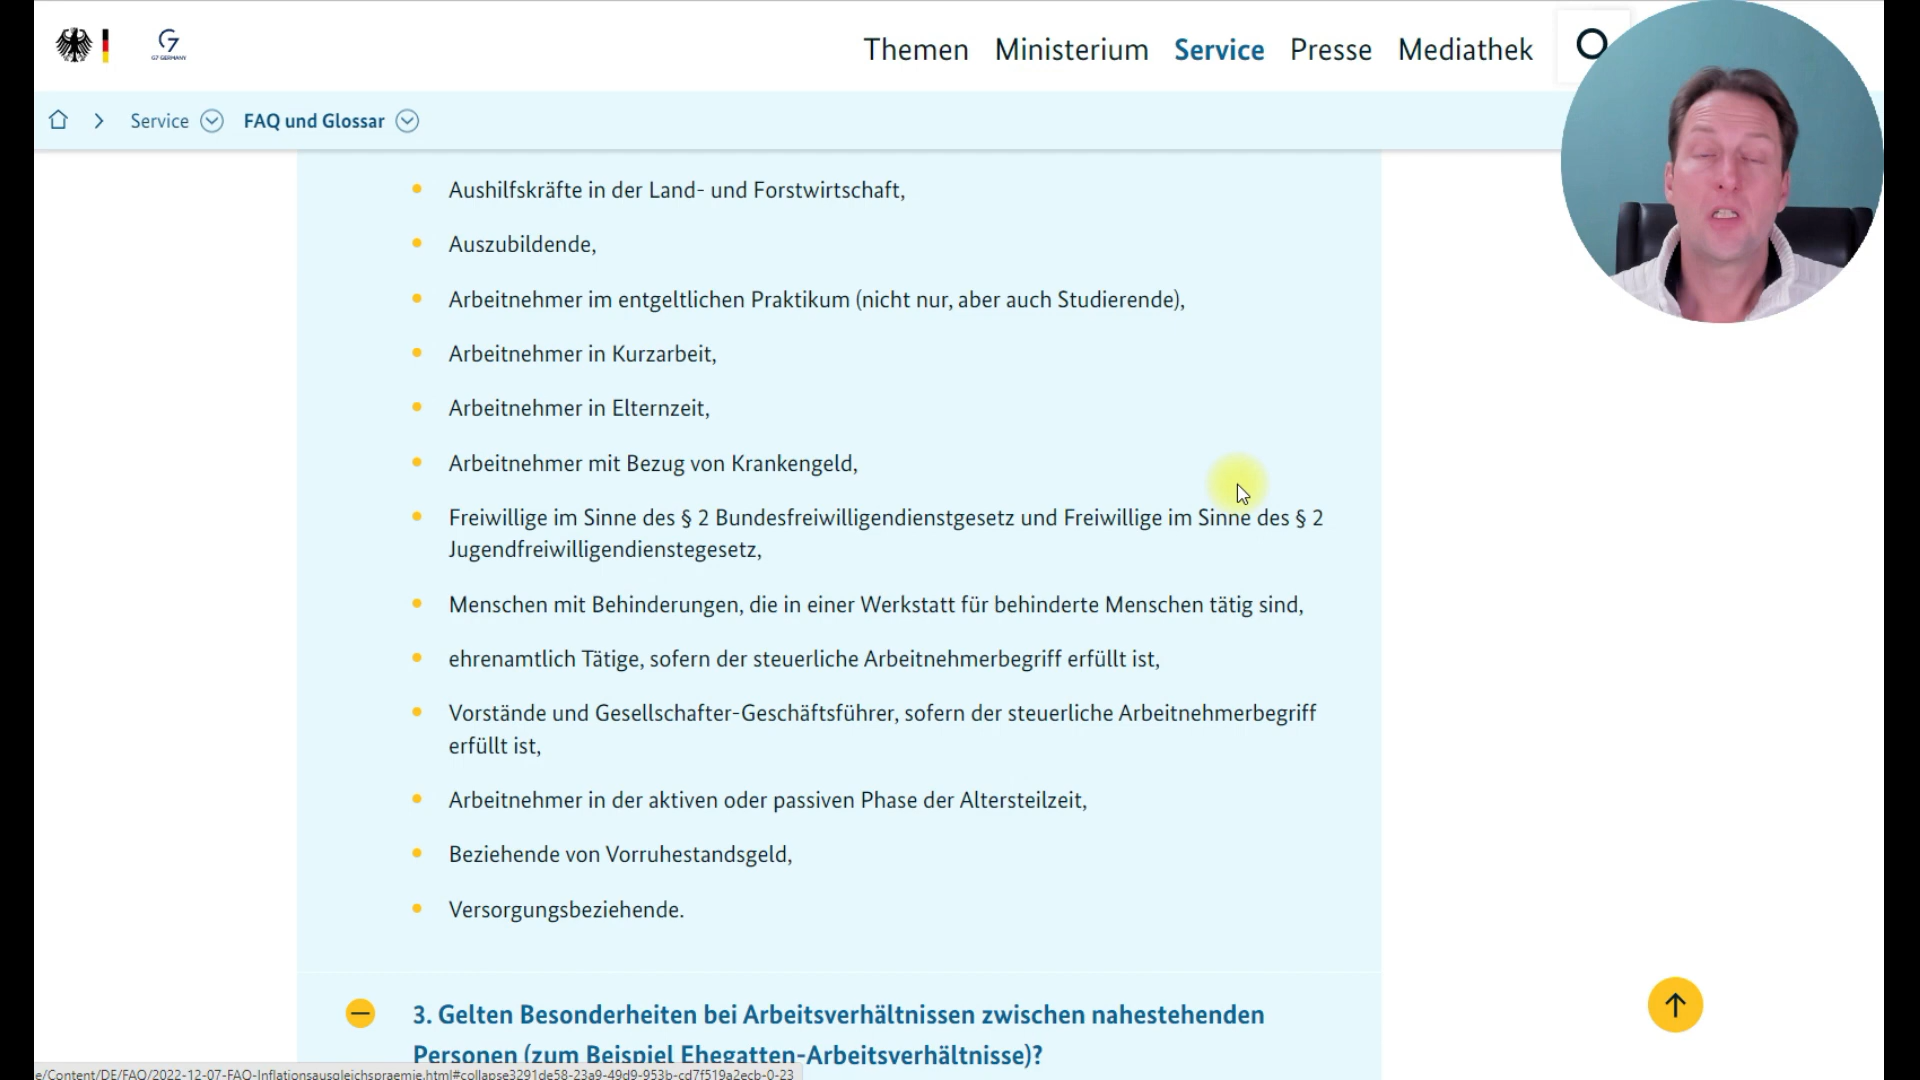 G7 GERMANY
Themen Ministerium Service Presse Mediathek
Service FAQ und Glossar
Aushilfskräfte in der Land- und Forstwirtschaft,
Auszubildende,
Arbeitnehmer im entgeltlichen Praktikum (nicht nur, aber auch Studierende),
Arbeitnehmer in Kurzarbeit,
Arbeitnehmer in Elternzeit,
Arbeitnehmer mit Bezug von Krankengeld,
Freiwillige im Sinne des § 2 Bundesfreiwilligendienstgesetz und Freiwillige im Sinne des § 2
Jugendfreiwilligendienstegesetz,
Menschen mit Behinderungen, die in einer Werkstatt für behinderte Menschen tätig sind,
ehrenamtlich Tätige, sofern der steuerliche Arbeitnehmerbegriff erfüllt ist,
Vorstände und Gesellschafter-Geschäftsführer, sofern der steuerliche Arbeitnehmerbegriff
erfüllt ist,
Arbeitnehmer in der aktiven oder passiven Phase der Altersteilzeit,
Beziehende von Vorruhestandsgeld,
Versorgungsbeziehende.
3. Gelten Besonderheiten bei Arbeitsverhältnissen zwischen nahestehenden
Personen (zum Beispiel Ehegatten-Arbeitsverhältnisse)?
e/Content/DE/FAQ/2022-12-07-FAQ-Inflationsausgleichspraemie.html#collapse3291de58-23a9-49d9-953b-cd7f519a2ecb-0-23